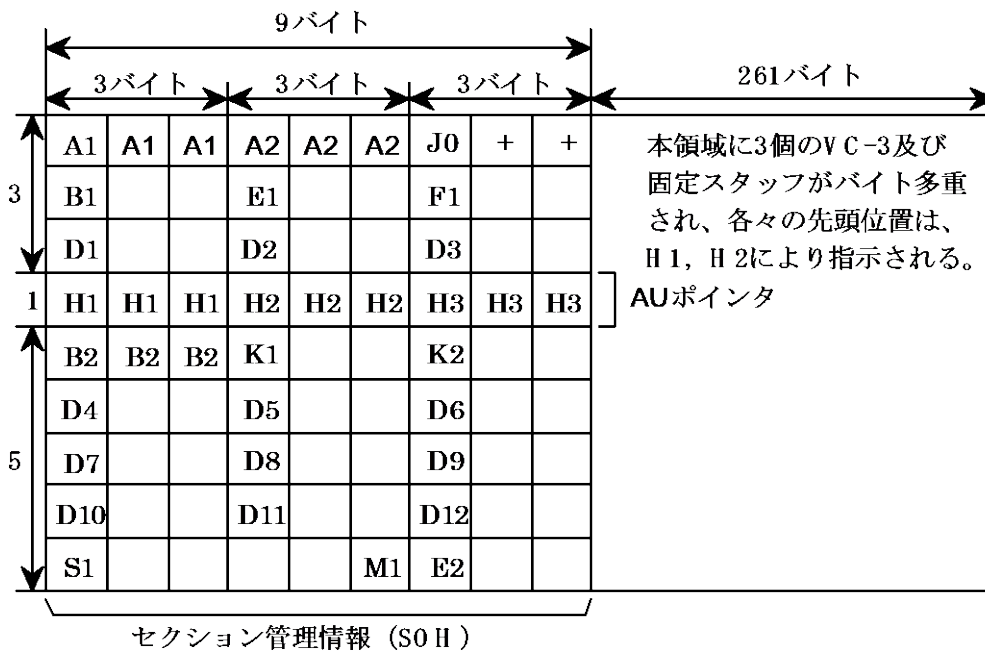 9バイト
3バイト 3バイト 3バイト 261バイト
A1 A1 A1 A2 A2 A2 J0 + +
3 B1 E1 F1
D1 D2 D3
本領域に3個のVC-3及び
固定スタッフがバイト多重
され、各々の先頭位置は、
H1, H2により指示される。
1 H1 H1 H1 H2 H2 H2 H3 H3 H3 AUポインタ
B2 B2 B2 K1 K2
D4 D5 D6
5 D7 D8 D9
D10 D11 D12
S1 M1 E2
セクション管理情報 (SOH)